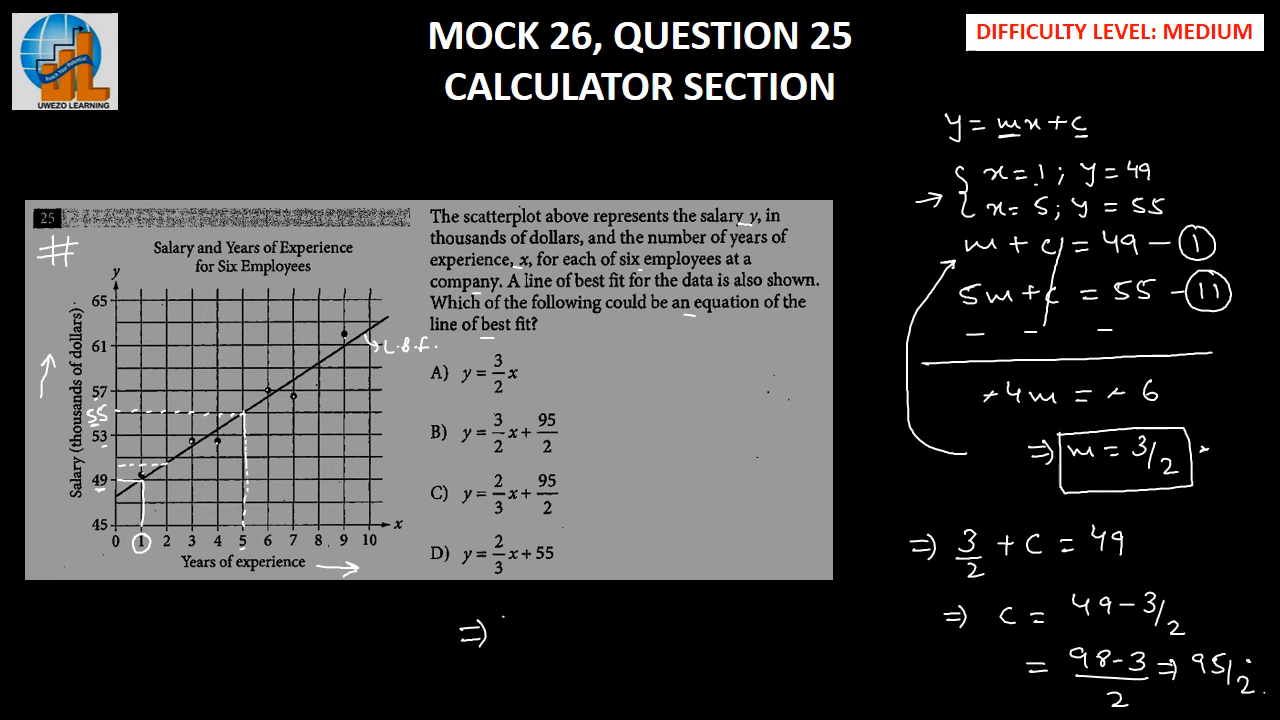 MOCK 26, QUESTION 25
CALCULATOR SECTION
DIFFICULTY LEVEL: MEDIUM
Reach Your Potential
UWEZO LEARNING
25
#
Salary and Years of Experience
for Six Employees
y
65
61
57
55
53
49
45
0 1 2 3 4 5 6 7 8 9 10 x
Salary (thousands of dollars)
Years of experience
L.B.F.
The scatterplot above represents the salary y, in
thousands of dollars, and the number of years of
experience, x, for each of six employees at a
company. A line of best fit for the data is also shown.
Which of the following could be an equation of the
line of best fit?
A) y = 3/2 x
B) y = 3/2 x + 95/2
C) y = 2/3 x + 95/2
D) y = 2/3 x + 55
⇒
y = mx + c
{ x = 1 ; y = 49
→ { x = 5 ; y = 55
m + c = 49 – ①
5m + c = 55 – ⑪
– – –
-4m = -6
⇒ m = 3/2
⇒ 3/2 + c = 49
⇒ c = 49 – 3/2
= 98-3/2 ⇒ 95/2